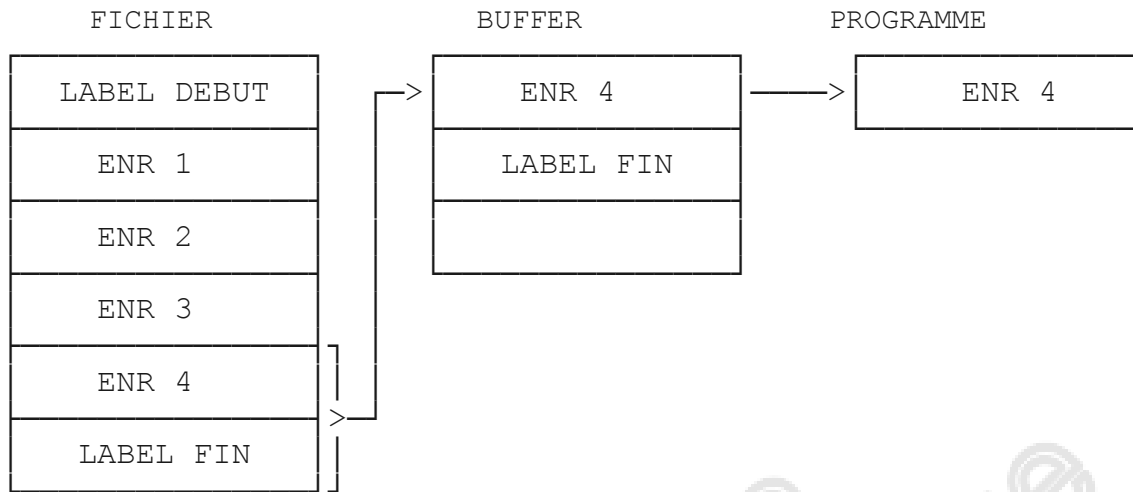 FICHIER BUFFER PROGRAMME
LABEL DEBUT ──> ENR 4 ────> ENR 4
ENR 1 LABEL FIN
ENR 2
ENR 3
ENR 4
>
LABEL FIN